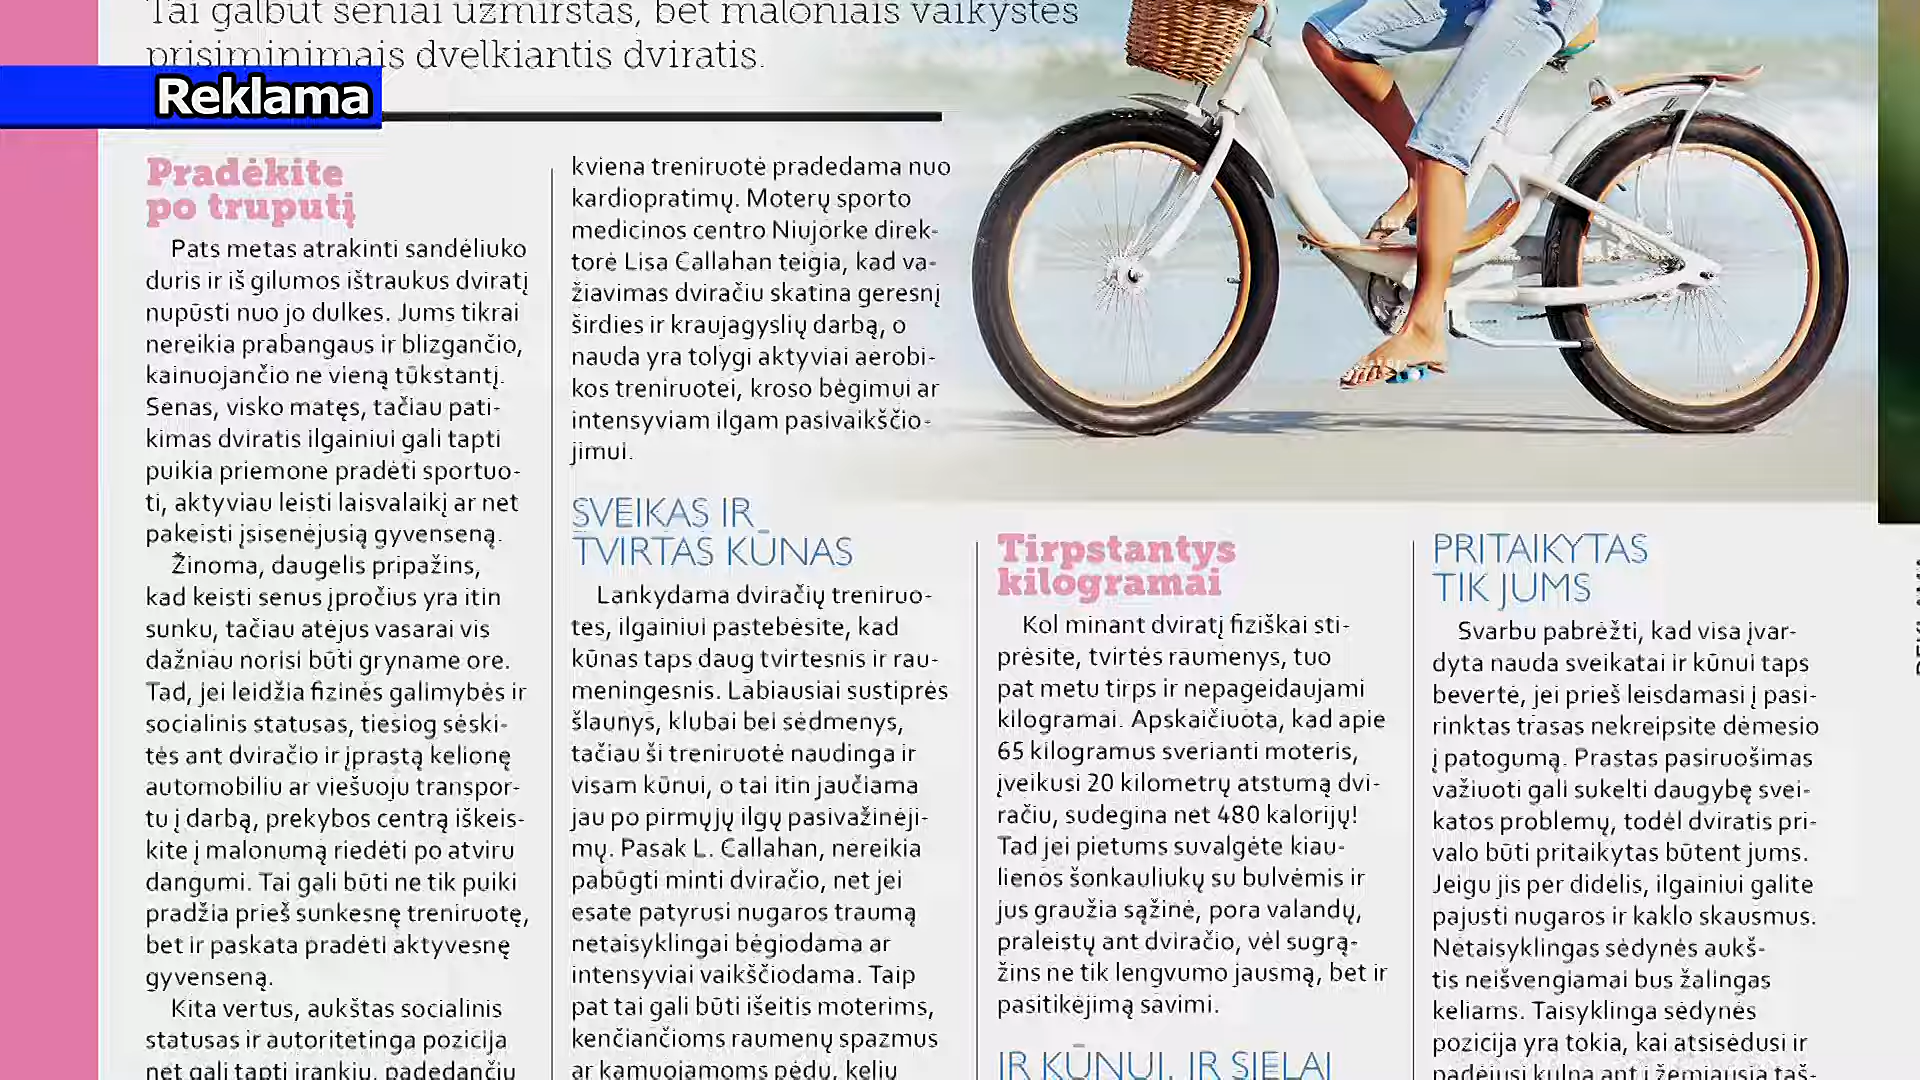 Tai galbūt seniai užmirštas, bet maloniais vaikystės
prisiminimais dvelkiantis dviratis.
Reklama
Pradėkite
po truputį
Pats metas atrakinti sandėliuko
duris ir iš gilumos ištraukus dviratį
nupūsti nuo jo dulkes. Jums tikrai
nereikia prabangaus ir blizgančio,
kainuojančio ne vieną tūkstantį.
Senas, visko matęs, tačiau pati-
kimas dviratis ilgainiui gali tapti
puikia priemone pradėti sportuo-
ti, aktyviau leisti laisvalaikį ar net
pakeisti įsisenėjusią gyvenseną.
Žinoma, daugelis pripažins,
kad keisti senus įpročius yra itin
sunku, tačiau atėjus vasarai vis
dažniau norisi būti gryname ore.
Tad, jei leidžia fizinės galimybės ir
socialinis statusas, tiesiog sėski-
tės ant dviračio ir įprastą kelionę
automobiliu ar viešuoju transpor-
tu į darbą, prekybos centrą iškeis-
kite į malonumą riedėti po atviru
dangumi. Tai gali būti ne tik puiki
pradžia prieš sunkesnę treniruotę,
bet ir paskata pradėti aktyvesnę
gyvenseną.
Kita vertus, aukštas socialinis
statusas ir autoritetinga pozicija
net gali tapti įrankiu, padedančiu
kviena treniruotė pradedama nuo
kardiopratimų. Moterų sporto
medicinos centro Niujorke direk-
torė Lisa Callahan teigia, kad va-
žiavimas dviračiu skatina geresnį
širdies ir kraujagyslių darbą, o
nauda yra tolygi aktyviai aerobi-
kos treniruotei, kroso bėgimui ar
intensyviam ilgam pasivaikščio-
jimui.
SVEIKAS IR
TVIRTAS KŪNAS
Lankydama dviračių treniruo-
tes, ilgainiui pastebėsite, kad
kūnas taps daug tvirtesnis ir rau-
meningesnis. Labiausiai sustiprės
šlaunys, klubai bei sėdmenys,
tačiau ši treniruotė naudinga ir
visam kūnui, o tai itin jaučiama
jau po pirmųjų ilgų pasivažinėji-
mų. Pasak L. Callahan, nereikia
pabūgti minti dviračio, net jei
esate patyrusi nugaros traumą
netaisyklingai bėgiodama ar
intensyviai vaikščiodama. Taip
pat tai gali būti išeitis moterims,
kenčiančioms raumenų spazmus
ar kamuojamoms pėdų, kelių
Tirpstantys
kilogramai
Kol minant dviratį fiziškai sti-
prėsite, tvirtės raumenys, tuo
pat metu tirps ir nepageidaujami
kilogramai. Apskaičiuota, kad apie
65 kilogramus sverianti moteris,
įveikusi 20 kilometrų atstumą dvi-
račiu, sudegina net 480 kalorijų!
Tad jei pietums suvalgėte kiau-
lienos šonkauliukų su bulvėmis ir
jus graužia sąžinė, pora valandų,
praleistų ant dviračio, vėl sugrą-
žins ne tik lengvumo jausmą, bet ir
pasitikėjimą savimi.
IR KŪNUI, IR SIELAI
PRITAIKYTAS
TIK JUMS
Svarbu pabrėžti, kad visa įvar-
dyta nauda sveikatai ir kūnui taps
bevertė, jei prieš leisdamasi į pasi-
rinktas trasas nekreipsite dėmesio
į patogumą. Prastas pasiruošimas
važiuoti gali sukelti daugybę svei-
katos problemų, todėl dviratis pri-
valo būti pritaikytas būtent jums.
Jeigu jis per didelis, ilgainiui galite
pajusti nugaros ir kaklo skausmus.
Netaisyklingas sėdynės aukš-
tis neišvengiamai bus žalingas
keliams. Taisyklinga sėdynės
pozicija yra tokia, kai atsisėdusi ir
padėjusi kulną ant į žemiausią taš-